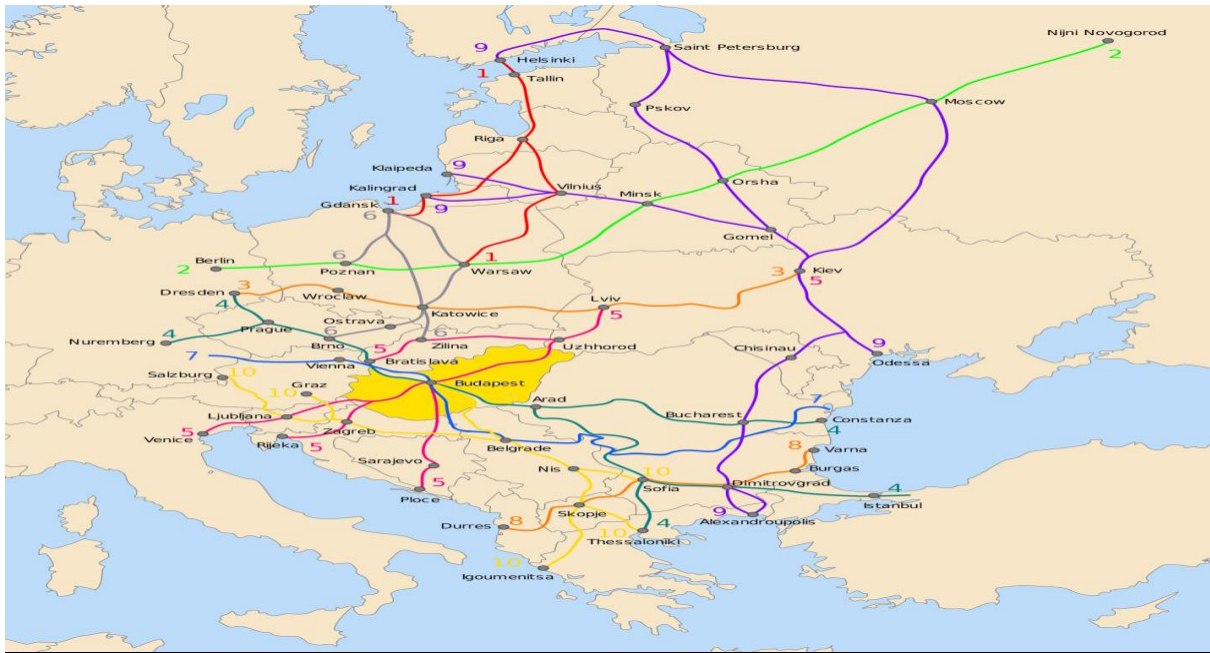 Nijni Novogorod
2
9
Saint Petersburg
Helsinki
1
Tallin
Moscow
Pskov
Riga
Klaipeda
9
Orsha
Kalingrad
Vilnius
Minsk
Gdansk
1
9
6
Gomel
Berlin
2
6
Poznan
1
Warsaw
3
Kiev
5
Dresden
3
Wroclaw
4
Lviv
5
Katowice
Ostrava
Prague
6
6
Nuremberg
4
Brno
Zilina
Uzhhorod
5
Chisinau
9
Odessa
7
Vienna
Bratislava
Salzburg
10
Graz
10
Budapest
Arad
7
Ljubljana
Bucharest
Constanza
4
Venice
5
Rijeka
5
Zagreb
Belgrade
8
Varna
Sarajevo
Nis
10
Burgas
5
Ploce
Sofia
Dimitrovgrad
4
Istanbul
Skopje
9
Alexandroupolis
Durres
8
10
4
Thessaloniki
10
Igoumenitsa